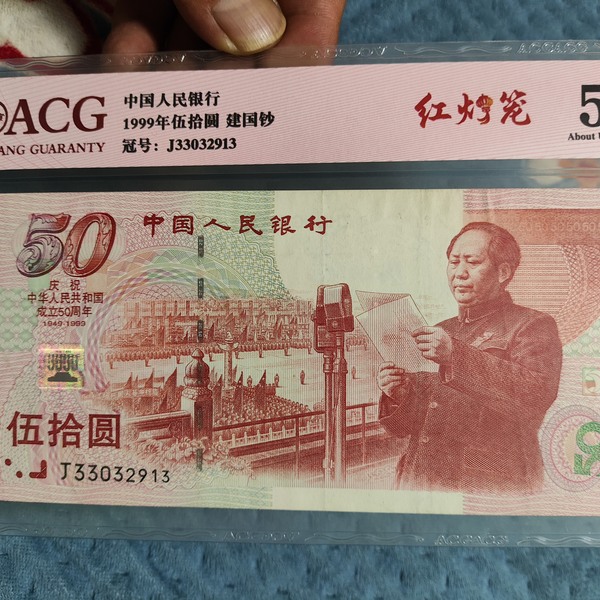 ACG
ANG GUARANTY
中国人民银行
1999年伍拾圆 建国钞
冠号：J33032913
红灯笼
5
About U
50
中国人民银行
庆祝
中华人民共和国
成立50周年
1949-1999
伍拾圆
J33032913
50